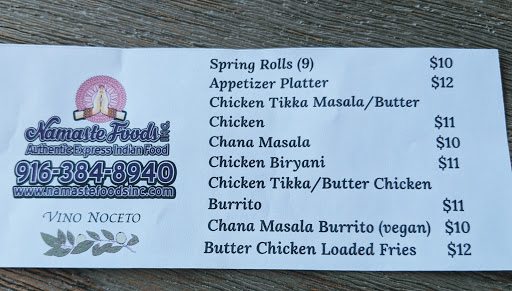 Namaste Foods Inc.
Authentic Express Indian Food
916-384-8940
www.namastefoodsinc.com
VINO NOCETO
Spring Rolls (9) $10
Appetizer Platter $12
Chicken Tikka Masala/Butter
Chicken $11
Chana Masala $10
Chicken Biryani $11
Chicken Tikka/Butter Chicken
Burrito $11
Chana Masala Burrito (vegan) $10
Butter Chicken Loaded Fries $12